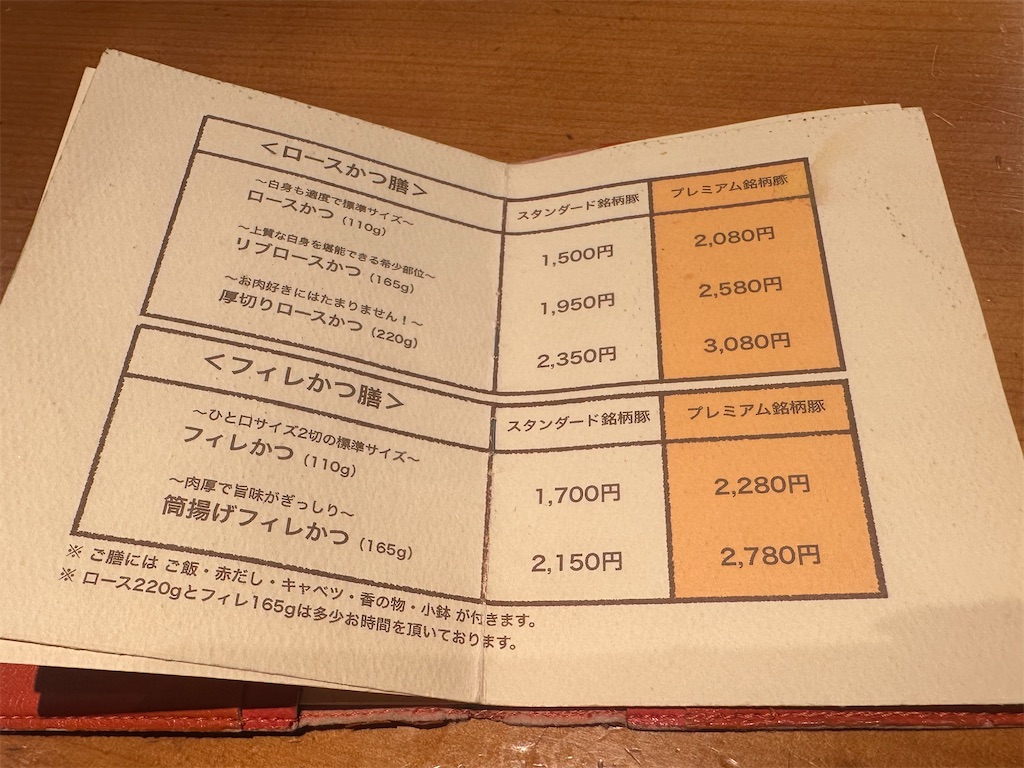 ＜ロースかつ膳＞
スタンダード銘柄豚 プレミアム銘柄豚
〜白身も適度で標準サイズ〜
ロースかつ（110g） 1,500円 2,080円
〜上質な白身を堪能できる希少部位〜
リブロースかつ（165g） 1,950円 2,580円
〜お肉好きにはたまりません！〜
厚切りロースかつ（220g） 2,350円 3,080円
＜フィレかつ膳＞
スタンダード銘柄豚 プレミアム銘柄豚
〜ひと口サイズ2切の標準サイズ〜
フィレかつ（110g） 1,700円 2,280円
〜肉厚で旨味がぎっしり〜
筒揚げフィレかつ（165g） 2,150円 2,780円
※ ご膳には ご飯・赤だし・キャベツ・香の物・小鉢 が付きます。
※ ロース220gとフィレ165gは多少お時間を頂いております。